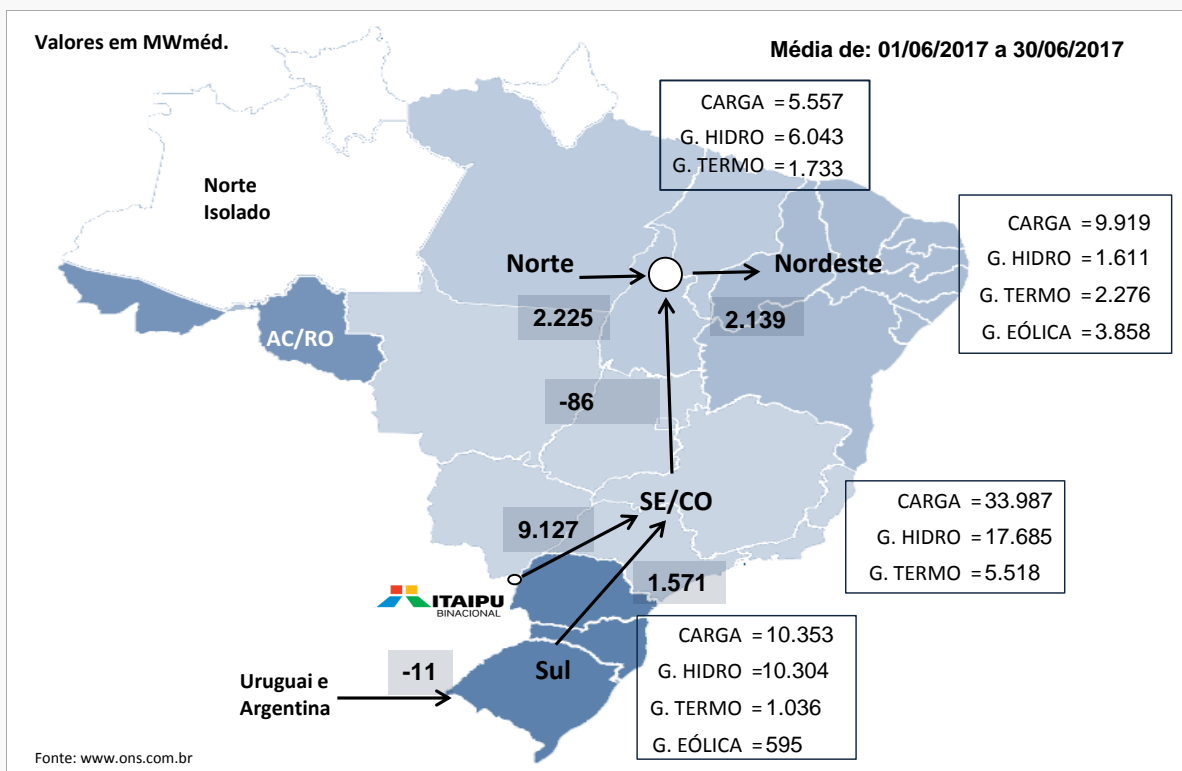 Valores em MWméd.
Média de: 01/06/2017 a 30/06/2017
CARGA = 5.557
G. HIDRO = 6.043
G. TERMO = 1.733
Norte
Isolado
CARGA = 9.919
G. HIDRO = 1.611
G. TERMO = 2.276
G. EÓLICA = 3.858
Norte
Nordeste
2.225
2.139
AC/RO
-86
SE/CO
CARGA = 33.987
G. HIDRO = 17.685
G. TERMO = 5.518
9.127
1.571
ITAIPU
BINACIONAL
CARGA = 10.353
G. HIDRO = 10.304
G. TERMO = 1.036
G. EÓLICA = 595
-11
Sul
Uruguai e
Argentina
Fonte: www.ons.com.br